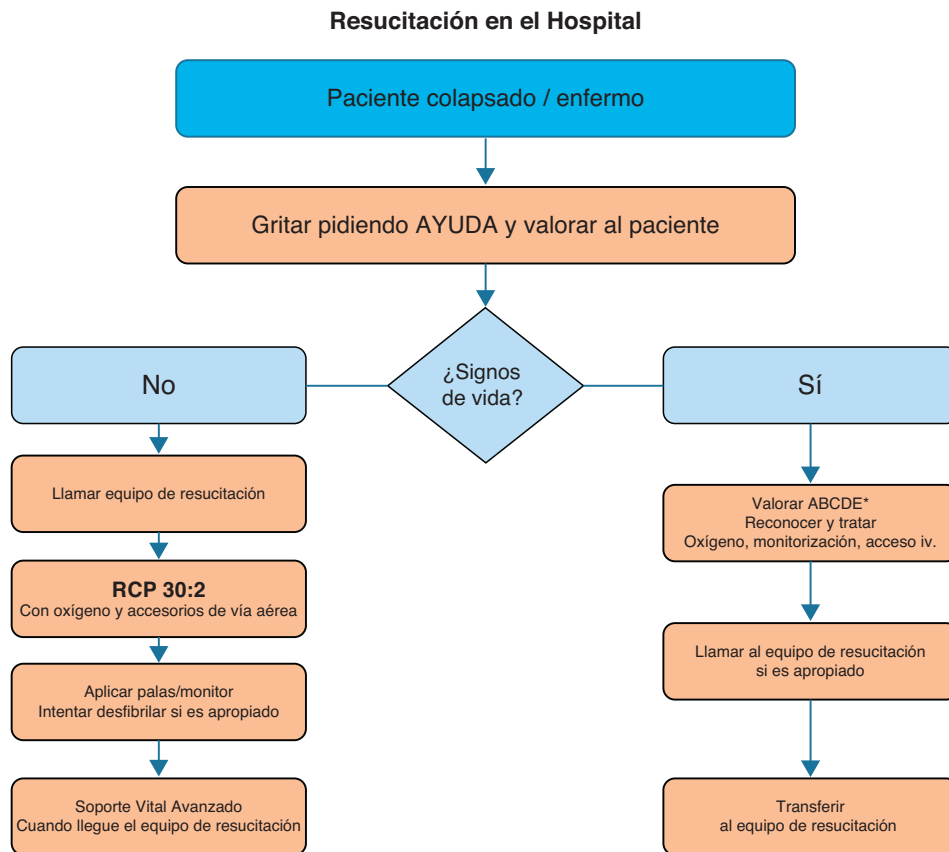 Resucitación en el Hospital
Paciente colapsado / enfermo
Gritar pidiendo AYUDA y valorar al paciente
¿Signos
de vida?
No
Llamar equipo de resucitación
RCP 30:2
Con oxígeno y accesorios de vía aérea
Aplicar palas/monitor
Intentar desfibrilar si es apropiado
Soporte Vital Avanzado
Cuando llegue el equipo de resucitación
Sí
Valorar ABCDE*
Reconocer y tratar
Oxígeno, monitorización, acceso iv.
Llamar al equipo de resucitación
si es apropiado
Transferir
al equipo de resucitación